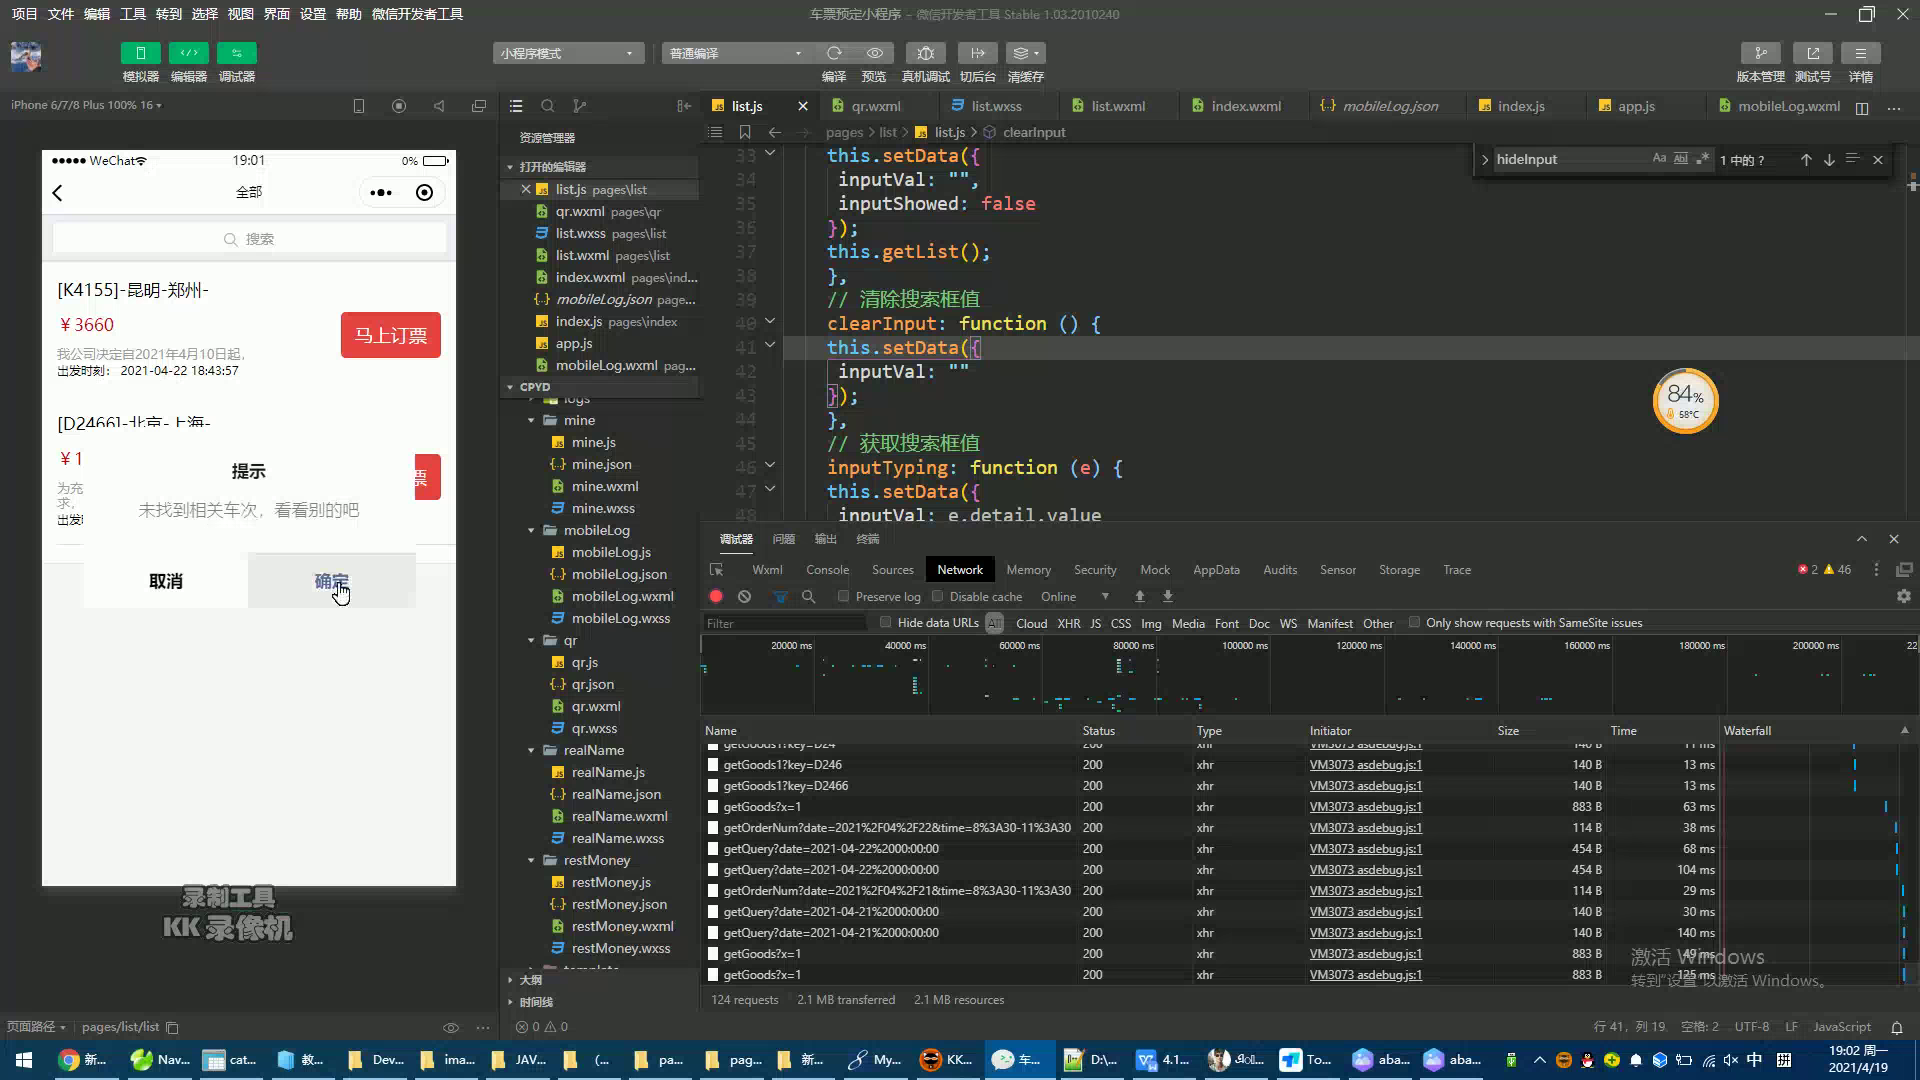 项目 文件 编辑 工具 转到 选择 视图 界面 设置 帮助 微信开发者工具
车票预定小程序 - 微信开发者工具 Stable 1.03.2010240
小程序模式
普通编译
模拟器 编辑器 调试器
编译 预览 真机调试 切后台 清缓存
版本管理 测试号 详情
iPhone 6/7/8 Plus 100% 16
WeChat
19:01
0%
全部
搜索
[K4155]-昆明-郑州-
￥3660
马上订票
我公司决定自2021年4月10日起,
出发时刻： 2021-04-22 18:43:57
[D2466]-北京-上海-
￥1
票
为充
求,
出发时
提示
未找到相关车次，看看别的吧
取消
确定
录制工具
KK 录像机
页面路径
pages/list/list
资源管理器
打开的编辑器
list.js pages\list
qr.wxml pages\qr
list.wxss pages\list
list.wxml pages\list
index.wxml pages\ind...
mobileLog.json page...
index.js pages\index
app.js
mobileLog.wxml pag...
CPYD
logs
mine
mine.js
mine.json
mine.wxml
mine.wxss
mobileLog
mobileLog.js
mobileLog.json
mobileLog.wxml
mobileLog.wxss
qr
qr.js
qr.json
qr.wxml
qr.wxss
realName
realName.js
realName.json
realName.wxml
realName.wxss
restMoney
restMoney.js
restMoney.json
restMoney.wxml
restMoney.wxss
template
大纲
时间线
0 0
list.js qr.wxml list.wxss list.wxml index.wxml mobileLog.json index.js app.js mobileLog.wxml
pages > list > list.js > clearInput
hideInput
Aa Abl
1 中的 ?
33 this.setData({
34 inputVal: "",
35 inputShowed: false
36 });
37 this.getList();
38 },
39 // 清除搜索框值
40 clearInput: function () {
41 this.setData({
42 inputVal: ""
43 });
44 },
45 // 获取搜索框值
46 inputTyping: function (e) {
47 this.setData({
48 inputVal: e.detail.value
84%
58°C
调试器 问题 输出 终端
Wxml Console Sources Network Memory Security Mock AppData Audits Sensor Storage Trace
2 46
Preserve log Disable cache Online
Filter
Hide data URLs All Cloud XHR JS CSS Img Media Font Doc WS Manifest Other Only show requests with SameSite issues
20000 ms 40000 ms 60000 ms 80000 ms 100000 ms 120000 ms 140000 ms 160000 ms 180000 ms 200000 ms 22
Name Status Type Initiator Size Time Waterfall
getGoods1?key=D24 200 xhr VM3073 asdebug.js:1 140 B 11 ms
getGoods1?key=D246 200 xhr VM3073 asdebug.js:1 140 B 13 ms
getGoods1?key=D2466 200 xhr VM3073 asdebug.js:1 140 B 13 ms
getGoods?x=1 200 xhr VM3073 asdebug.js:1 883 B 63 ms
getOrderNum?date=2021%2F04%2F22&time=8%3A30-11%3A30 200 xhr VM3073 asdebug.js:1 114 B 38 ms
getQuery?date=2021-04-22%2000:00:00 200 xhr VM3073 asdebug.js:1 454 B 68 ms
getQuery?date=2021-04-22%2000:00:00 200 xhr VM3073 asdebug.js:1 454 B 104 ms
getOrderNum?date=2021%2F04%2F21&time=8%3A30-11%3A30 200 xhr VM3073 asdebug.js:1 114 B 29 ms
getQuery?date=2021-04-21%2000:00:00 200 xhr VM3073 asdebug.js:1 140 B 30 ms
getQuery?date=2021-04-21%2000:00:00 200 xhr VM3073 asdebug.js:1 140 B 140 ms
getGoods?x=1 200 xhr VM3073 asdebug.js:1 883 B 49 ms
getGoods?x=1 200 xhr VM3073 asdebug.js:1 883 B 125 ms
激活 Windows
转到"设置"以激活 Windows。
124 requests 2.1 MB transferred 2.1 MB resources
行 41，列 19 空格: 2 UTF-8 LF JavaScript
新... Nav... cat... 教... Dev... ima... JAV... (... pa... pag... 新... My... KK... 车... D:\... 4.1... To... aba... aba...
中
拼
19:02 周一
2021/4/19